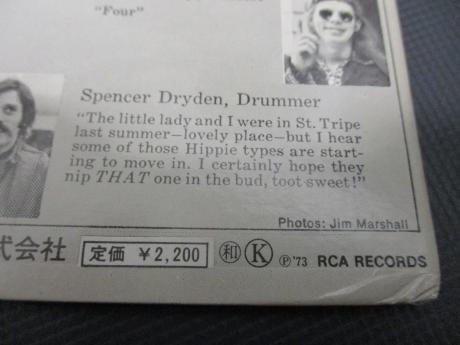 "Four"
Spencer Dryden, Drummer
"The little lady and I were in St. Tripe
last summer—lovely place—but I hear
some of those Hippie types are start-
ing to move in. I certainly hope they
nip THAT one in the bud, toot sweet!"
Photos: Jim Marshall
式会社 定価 ¥2,200 和 K ℗'73 RCA RECORDS